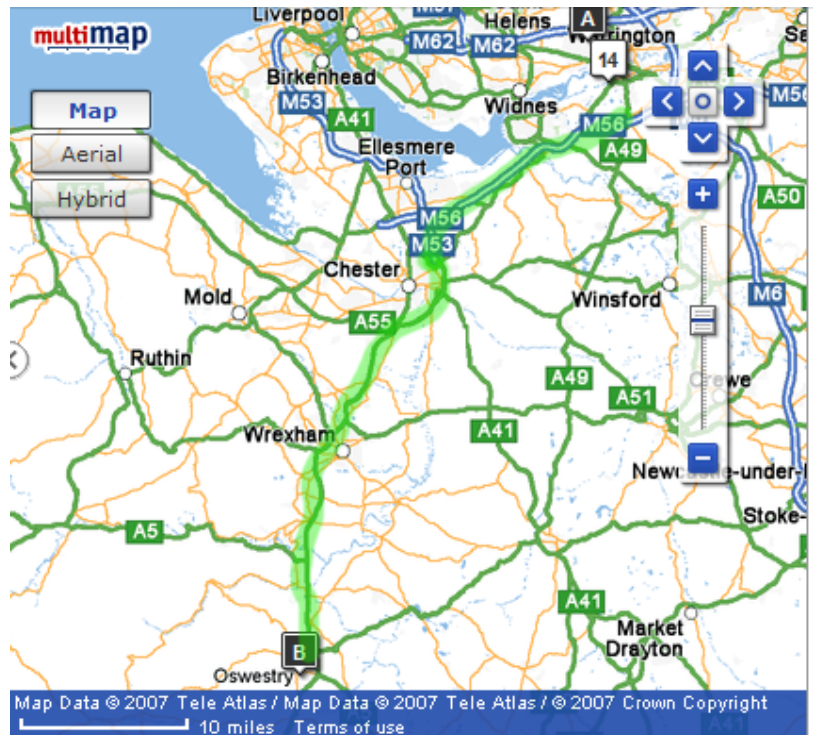 Liverpool
Helens
A
multimap
M62
M62
Warrington
14
Birkenhead
M53
Widnes
M56
Map
A41
M56
Ellesmere
Port
A49
Aerial
Hybrid
A50
M56
M53
Chester
Mold
Winsford
M6
A55
Ruthin
A49
Crewe
A51
Wrexham
A41
Newcastle-under-
A5
Stoke-
A41
Market
Drayton
B
Oswestry
Map Data © 2007 Tele Atlas / Map Data © 2007 Tele Atlas / © 2007 Crown Copyright
10 miles Terms of use